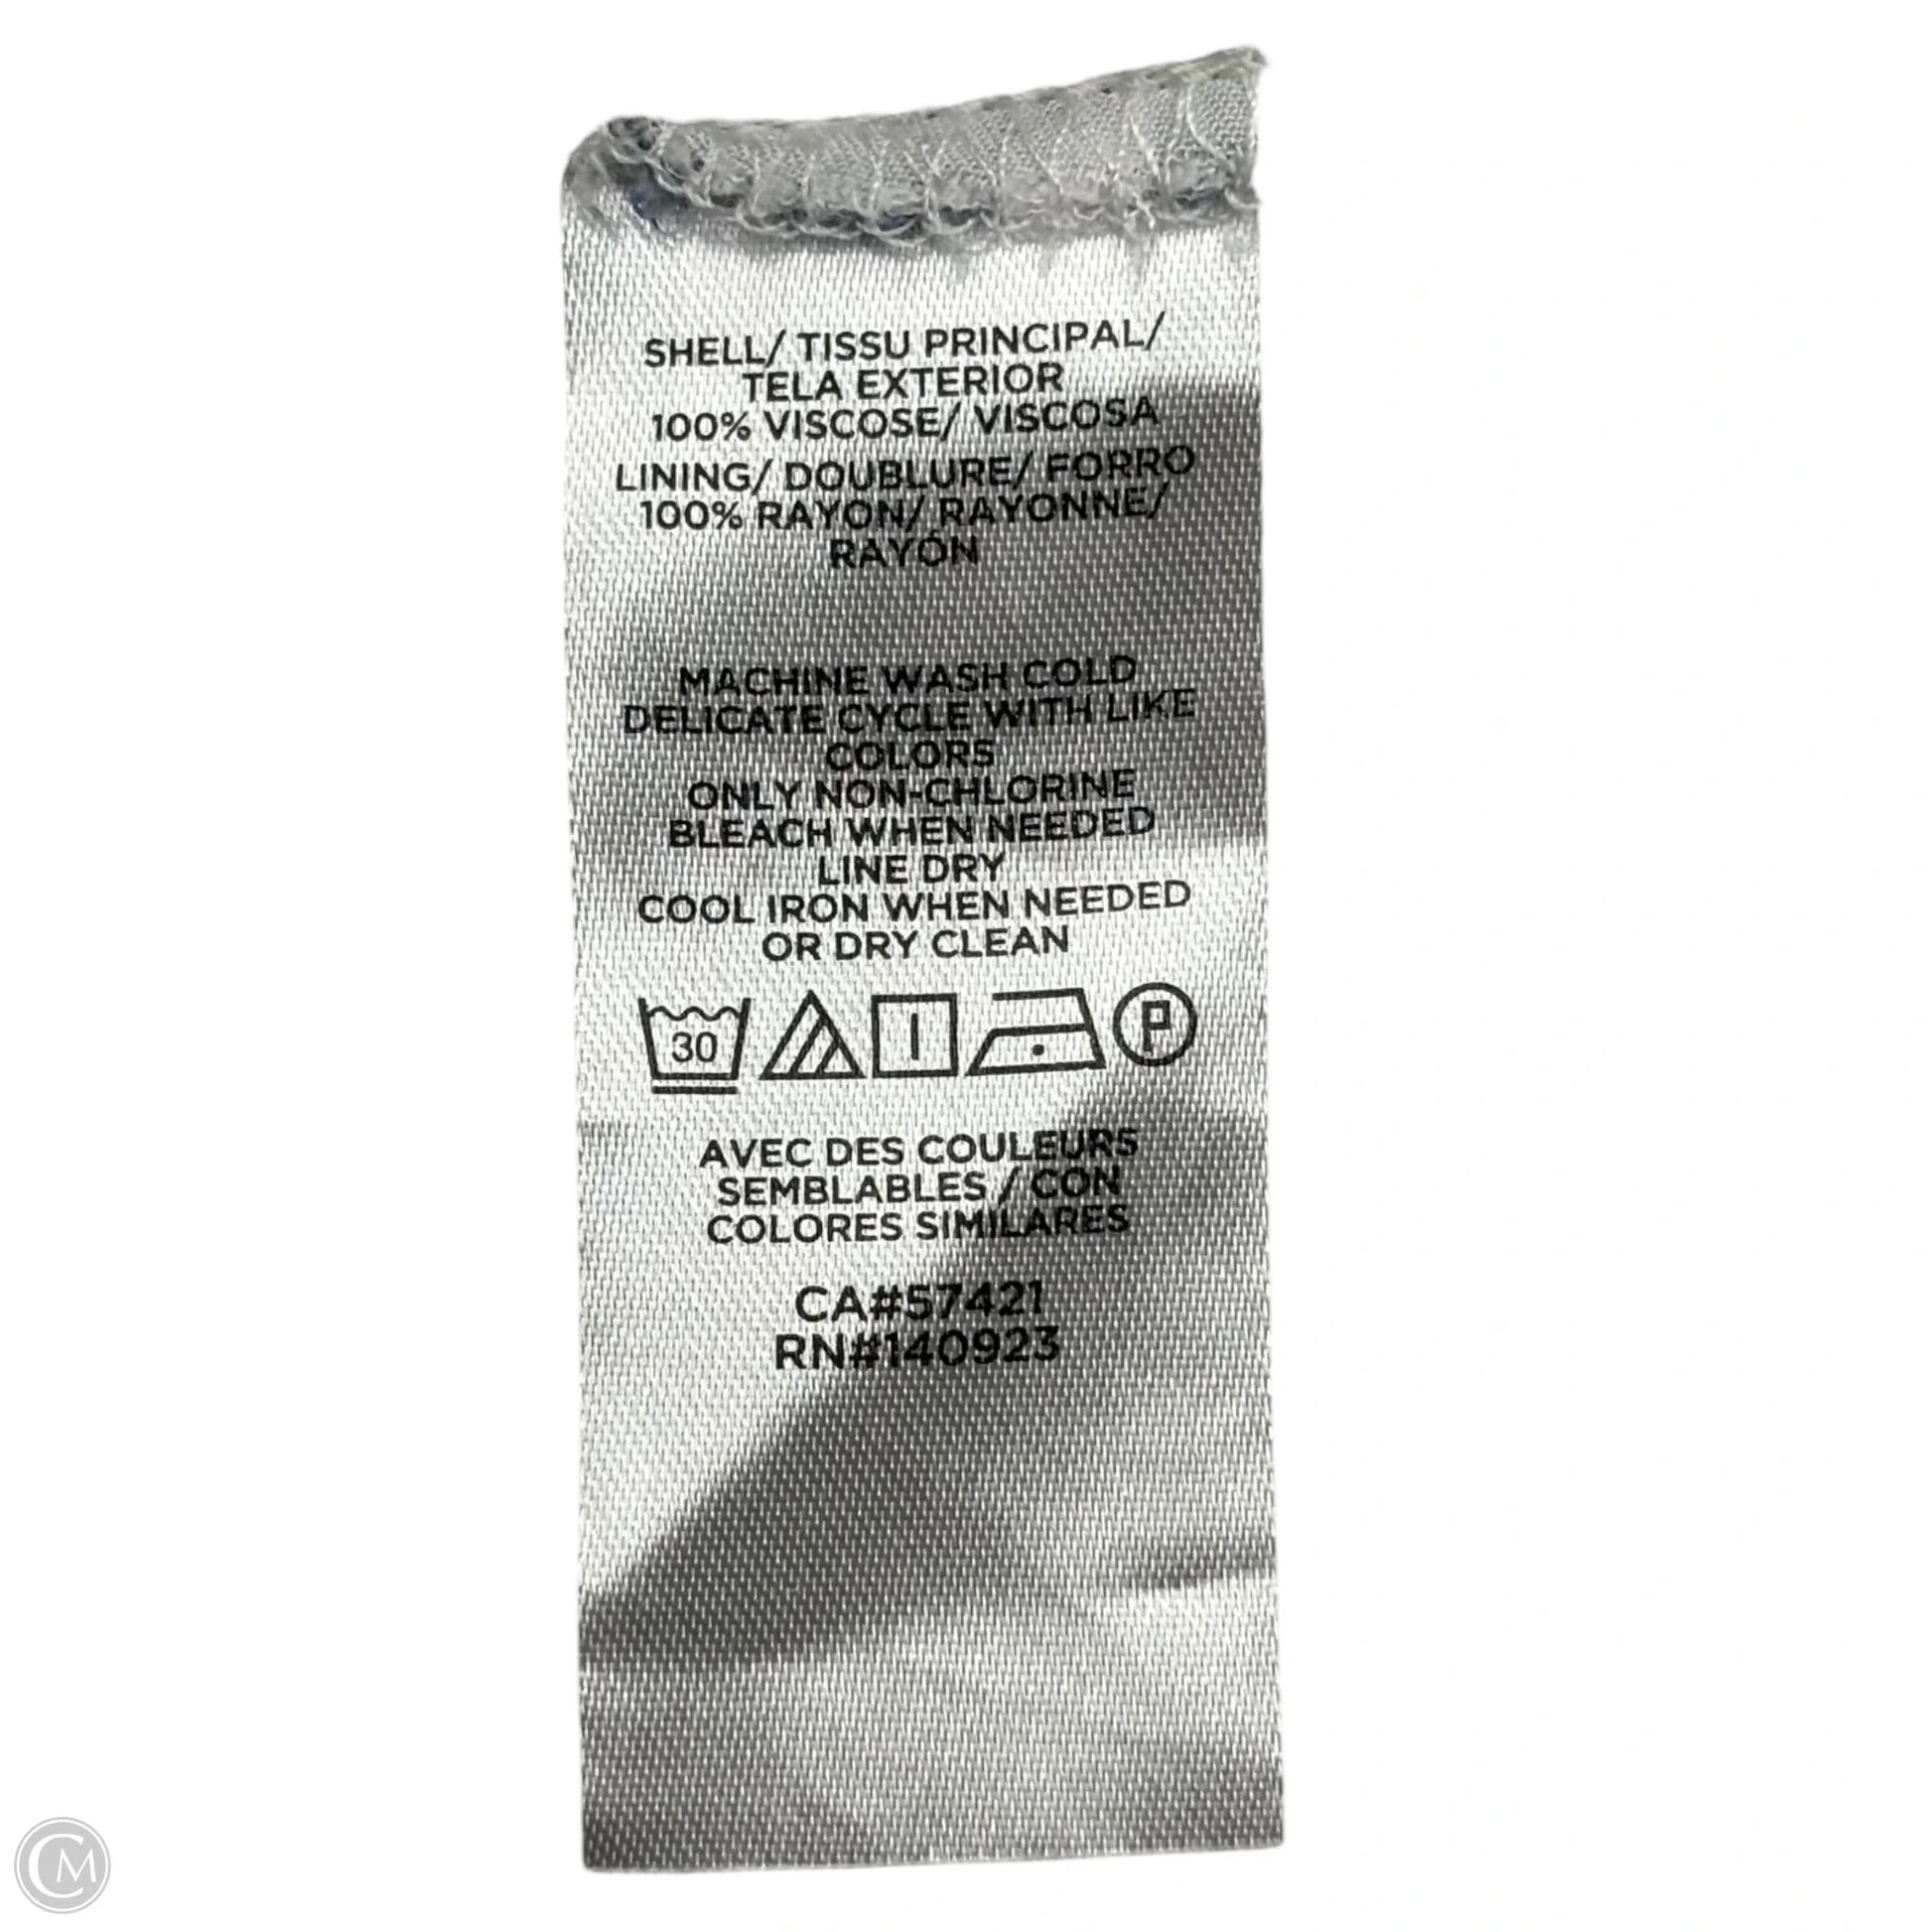 SHELL/ TISSU PRINCIPAL/
TELA EXTERIOR
100% VISCOSE/ VISCOSA
LINING/ DOUBLURE/ FORRO
100% RAYON/ RAYONNE/
RAYÓN
MACHINE WASH COLD
DELICATE CYCLE WITH LIKE
COLORS
ONLY NON-CHLORINE
BLEACH WHEN NEEDED
LINE DRY
COOL IRON WHEN NEEDED
OR DRY CLEAN
30 P
AVEC DES COULEURS
SEMBLABLES / CON
COLORES SIMILARES
CA#57421
RN#140923
CM